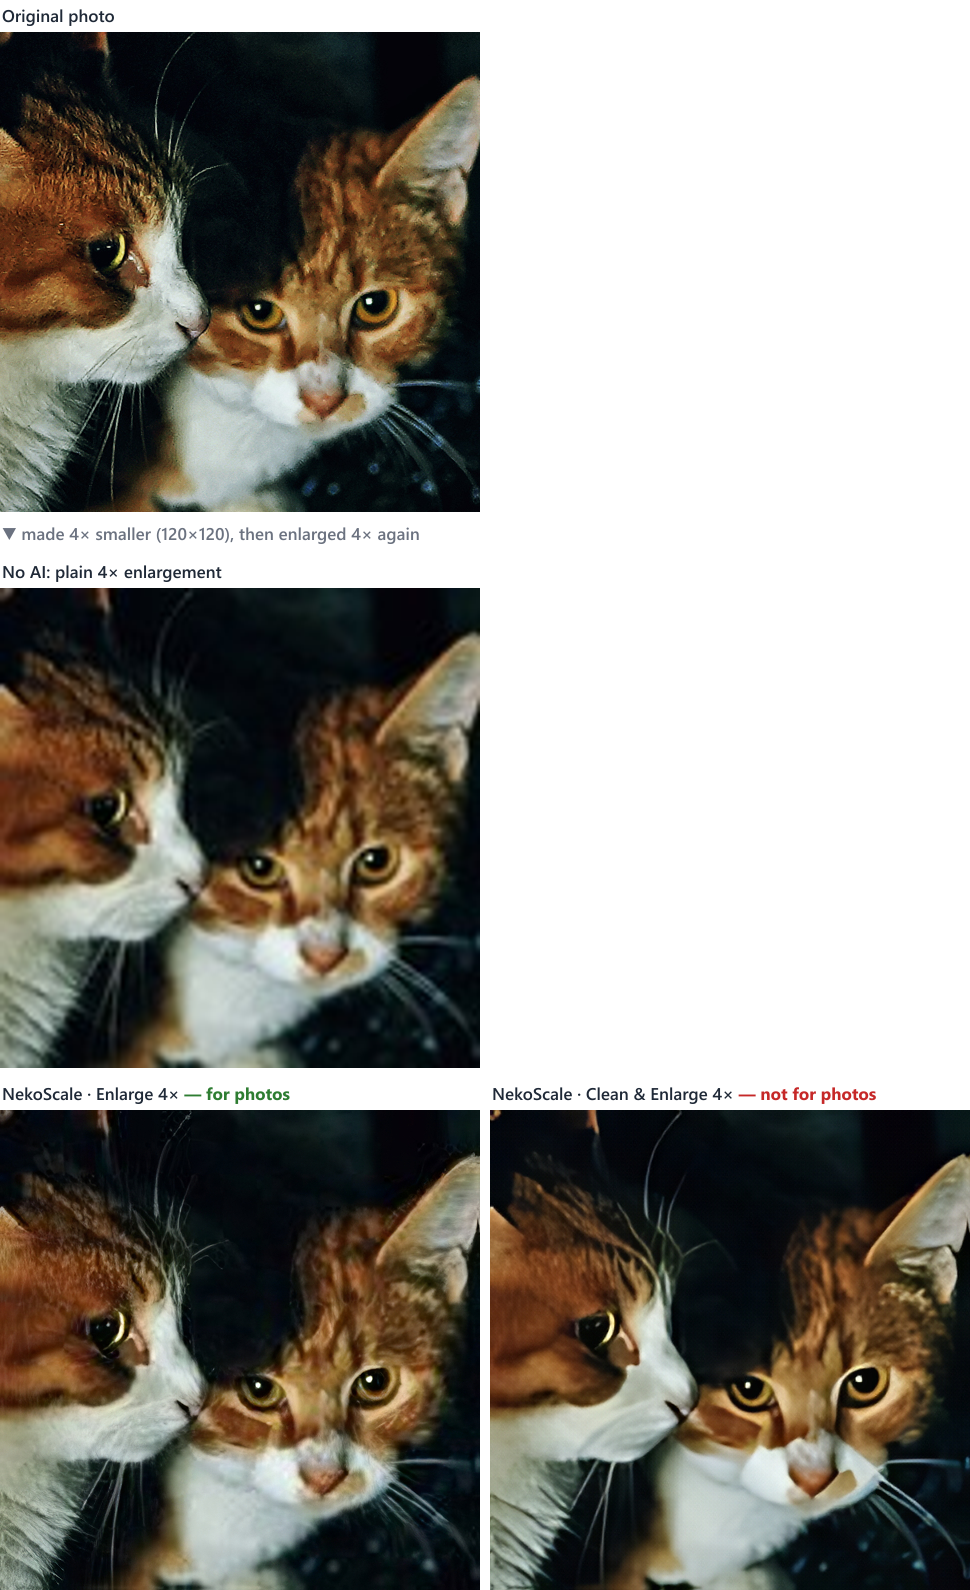 Original photo
▼ made 4× smaller (120×120), then enlarged 4× again
No AI: plain 4× enlargement
NekoScale · Enlarge 4× — for photos
NekoScale · Clean & Enlarge 4× — not for photos